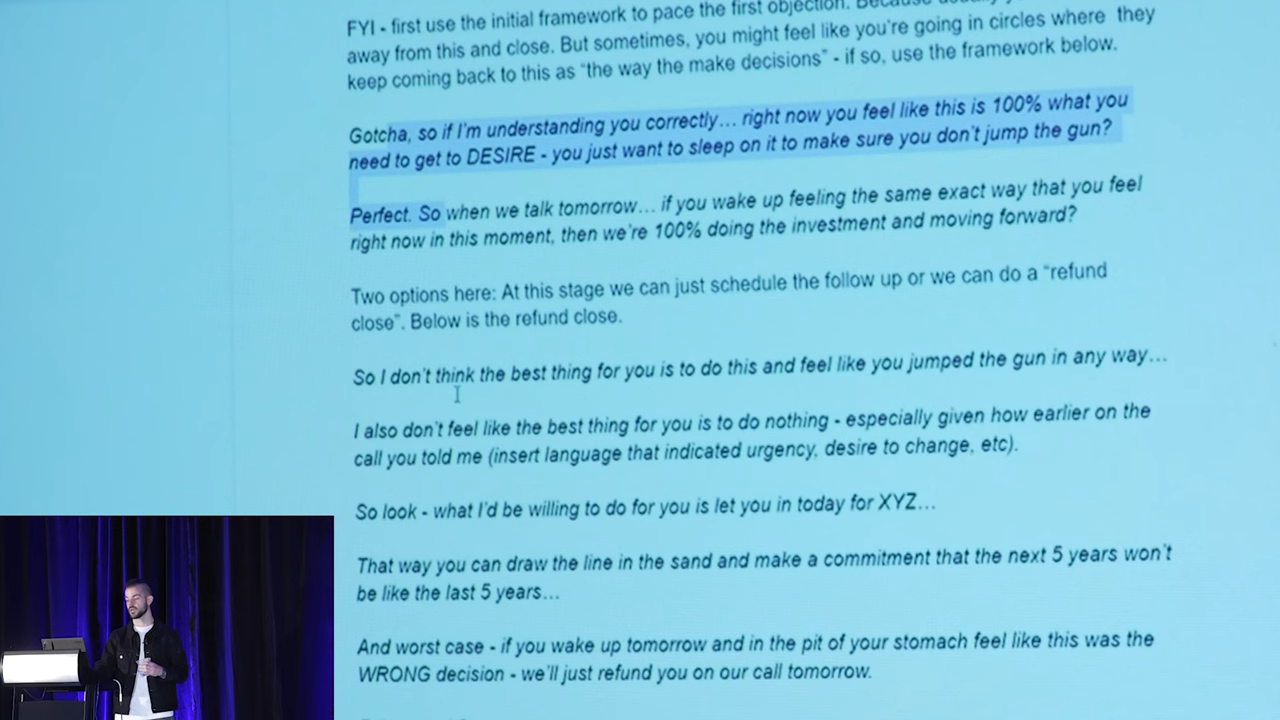 FYI - first use the initial framework to pace the first objection. Because usually
away from this and close. But sometimes, you might feel like you're going in circles where they
keep coming back to this as "the way the make decisions" - if so, use the framework below.
Gotcha, so if I'm understanding you correctly… right now you feel like this is 100% what you
need to get to DESIRE - you just want to sleep on it to make sure you don't jump the gun?
Perfect. So when we talk tomorrow… if you wake up feeling the same exact way that you feel
right now in this moment, then we're 100% doing the investment and moving forward?
Two options here: At this stage we can just schedule the follow up or we can do a "refund
close". Below is the refund close.
So I don't think the best thing for you is to do this and feel like you jumped the gun in any way…
I also don't feel like the best thing for you is to do nothing - especially given how earlier on the
call you told me (insert language that indicated urgency, desire to change, etc).
So look - what I'd be willing to do for you is let you in today for XYZ…
That way you can draw the line in the sand and make a commitment that the next 5 years won't
be like the last 5 years…
And worst case - if you wake up tomorrow and in the pit of your stomach feel like this was the
WRONG decision - we'll just refund you on our call tomorrow.